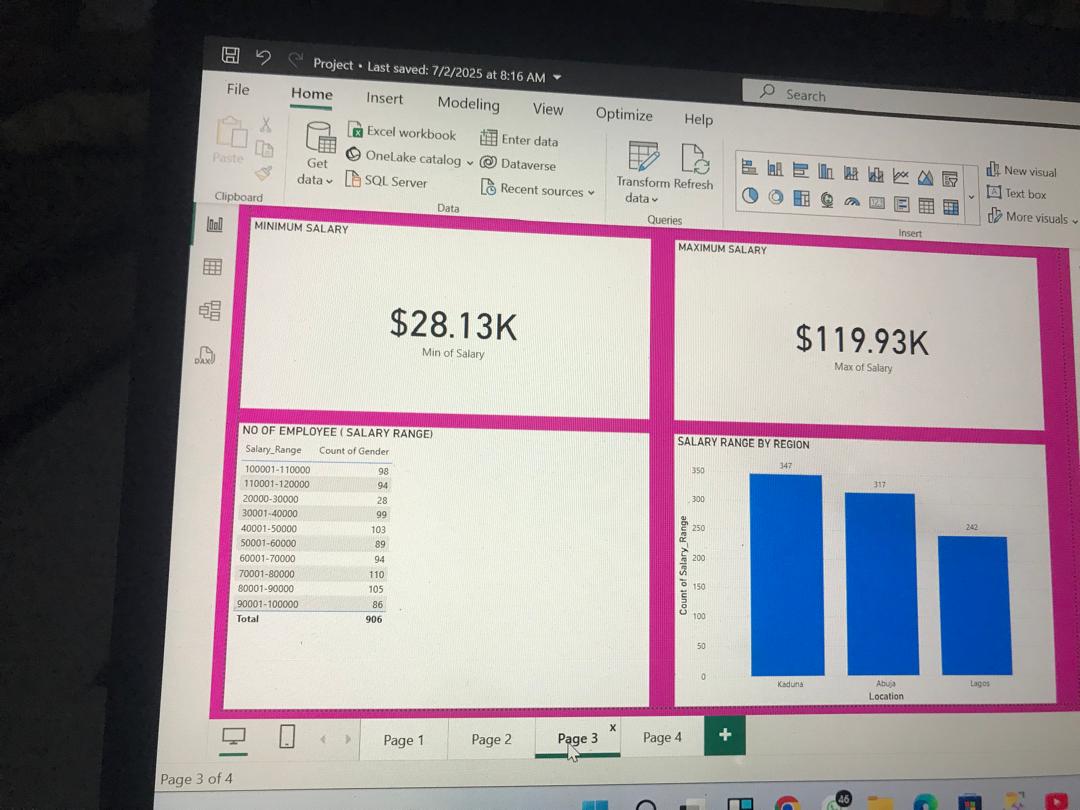 Project • Last saved: 7/2/2025 at 8:16 AM
Search
File Home Insert Modeling View Optimize Help
Paste
Clipboard
Get data
Excel workbook
OneLake catalog
SQL Server
Enter data
Dataverse
Recent sources
Data
Transform data
Refresh
Queries
New visual
Text box
More visuals
Insert
DAX
MINIMUM SALARY
$28.13K
Min of Salary
MAXIMUM SALARY
$119.93K
Max of Salary
NO OF EMPLOYEE ( SALARY RANGE)
Salary_Range Count of Gender
100001-110000 98
110001-120000 94
20000-30000 28
30001-40000 99
40001-50000 103
50001-60000 89
60001-70000 94
70001-80000 110
80001-90000 105
90001-100000 86
Total 906
SALARY RANGE BY REGION
Count of Salary_Range
350
300
250
200
150
100
50
0
347
317
242
Kaduna Abuja Lagos
Location
Page 1 Page 2 Page 3 x Page 4 +
Page 3 of 4
46